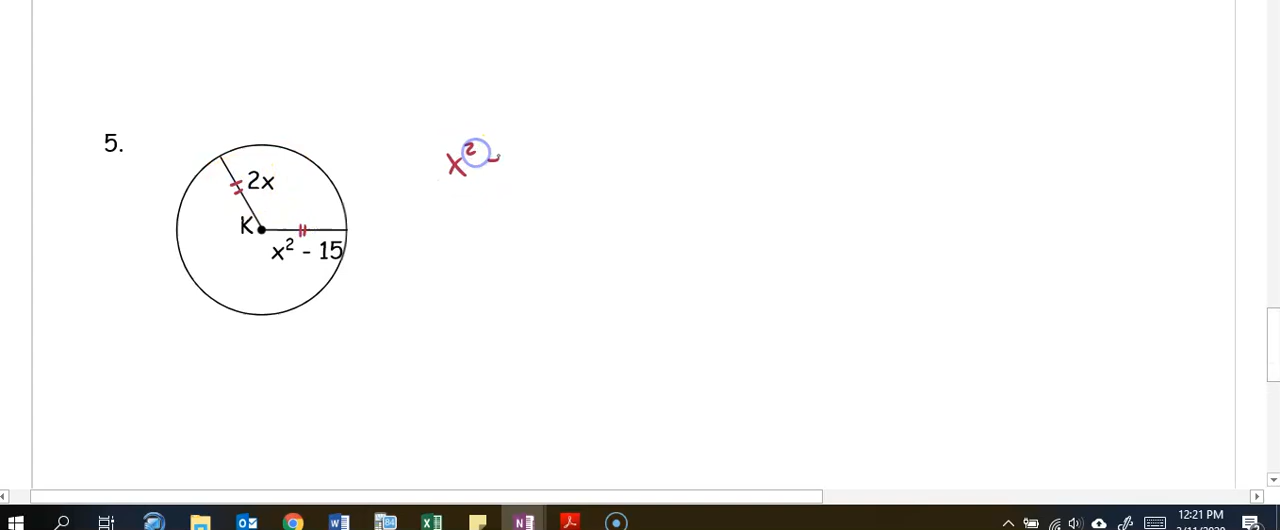 5.
x² -
2x
K
x² - 15
12:21 PM